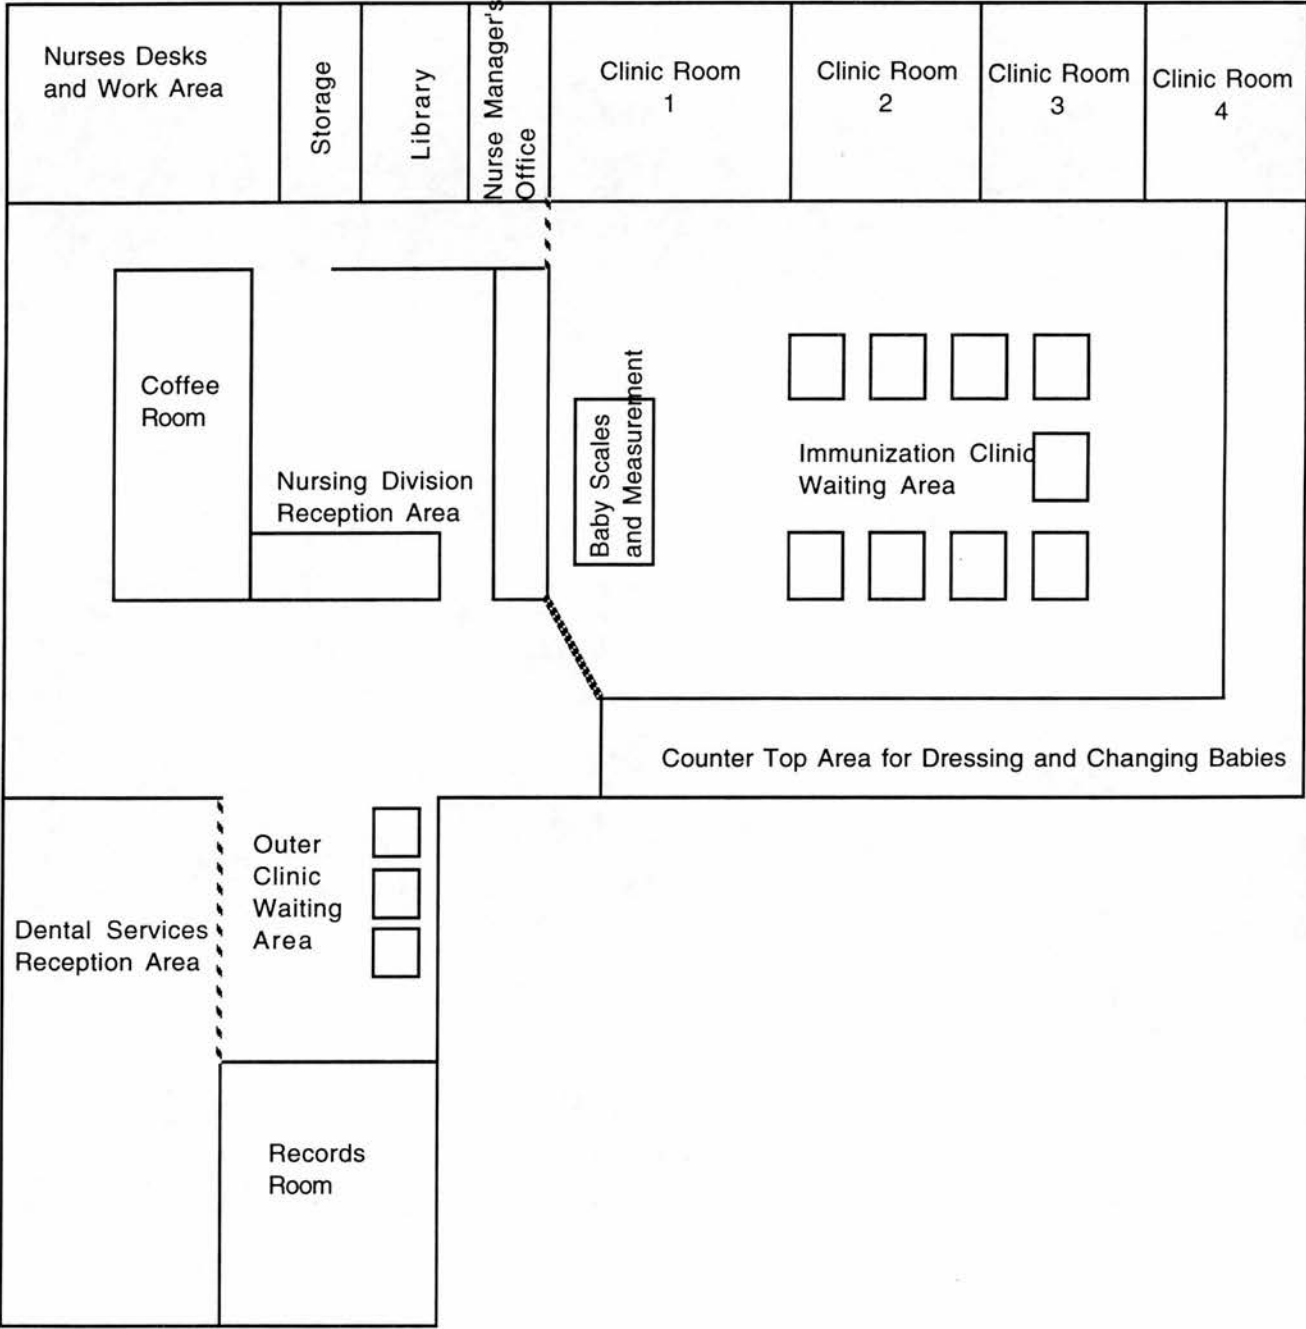 Nurses Desks
and Work Area
Storage
Library
Nurse Manager's
Office
Clinic Room
1
Clinic Room
2
Clinic Room
3
Clinic Room
4
Coffee
Room
Nursing Division
Reception Area
Baby Scales
and Measurement
Immunization Clinic
Waiting Area
Counter Top Area for Dressing and Changing Babies
Outer
Clinic
Waiting
Area
Dental Services
Reception Area
Records
Room